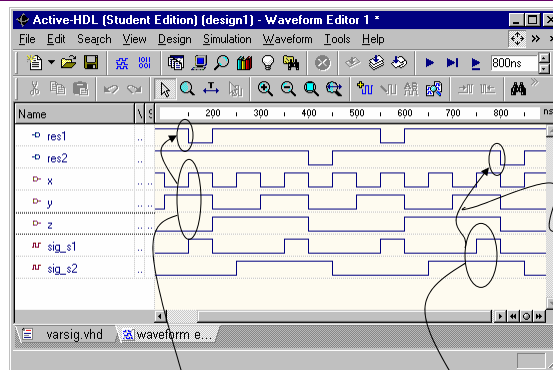 Active-HDL (Student Edition) (design1) - Waveform Editor 1 *
File Edit Search View Design Simulation Waveform Tools Help
800ns
Name
200 300 400 500 600 700 800 ns
res1
res2
x
y
z
sig_s1
sig_s2
varsig.vhd waveform e...